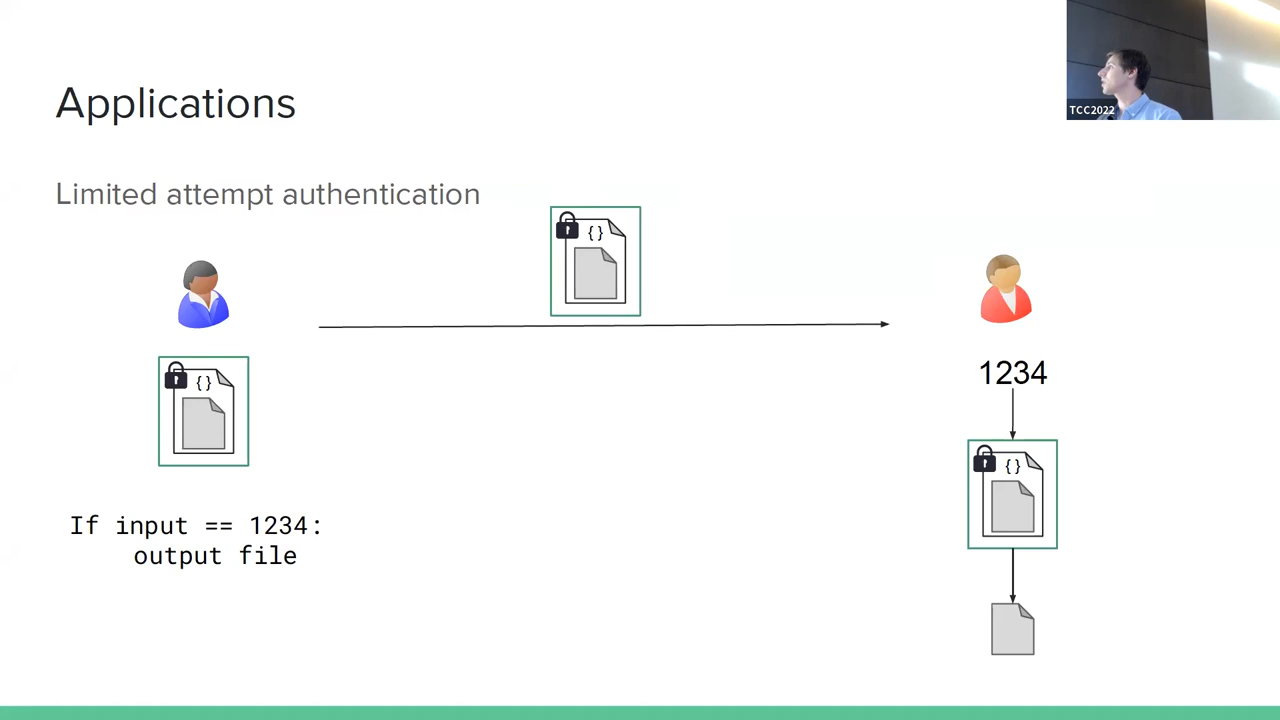 TCC2022
Applications
Limited attempt authentication
{ }
{ }
1234
{ }
If input == 1234:
output file